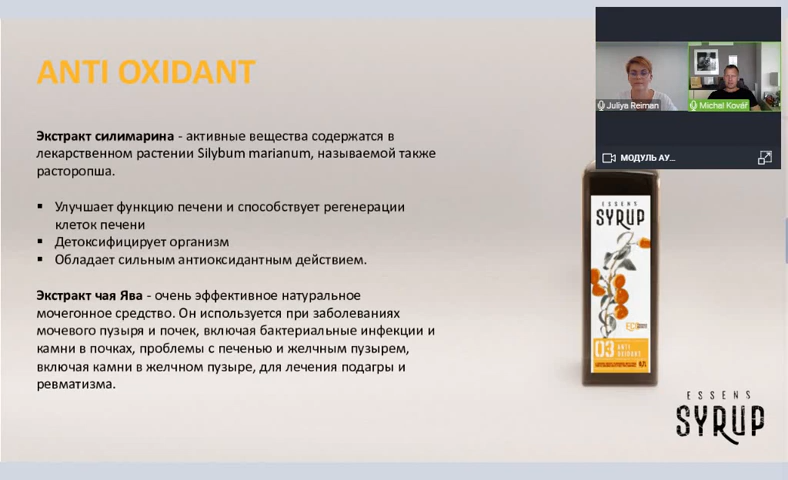 ANTI OXIDANT
Экстракт силимарина - активные вещества содержатся в
лекарственном растении Silybum marianum, называемой также
расторопша.
▪ Улучшает функцию печени и способствует регенерации
клеток печени
▪ Детоксифицирует организм
▪ Обладает сильным антиоксидантным действием.
Экстракт чая Ява - очень эффективное натуральное
мочегонное средство. Он используется при заболеваниях
мочевого пузыря и почек, включая бактериальные инфекции и
камни в почках, проблемы с печенью и желчным пузырем,
включая камни в желчном пузыре, для лечения подагры и
ревматизма.
Juliya Reiman
Michal Kovář
МОДУЛЬ АУ...
ESSENS
SYRUP
03 ANTI
OXIDANT
ESSENS
SYRUP